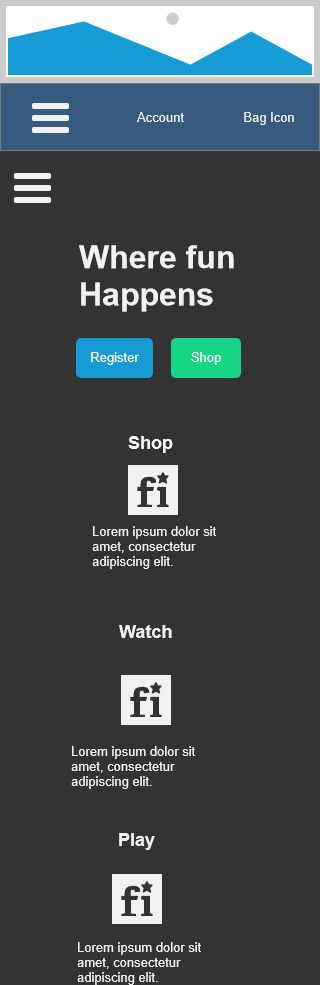 Account
Bag Icon
Where fun
Happens
Register
Shop
Shop
fi
Lorem ipsum dolor sit
amet, consectetur
adipiscing elit.
Watch
fi
Lorem ipsum dolor sit
amet, consectetur
adipiscing elit.
Play
fi
Lorem ipsum dolor sit
amet, consectetur
adipiscing elit.